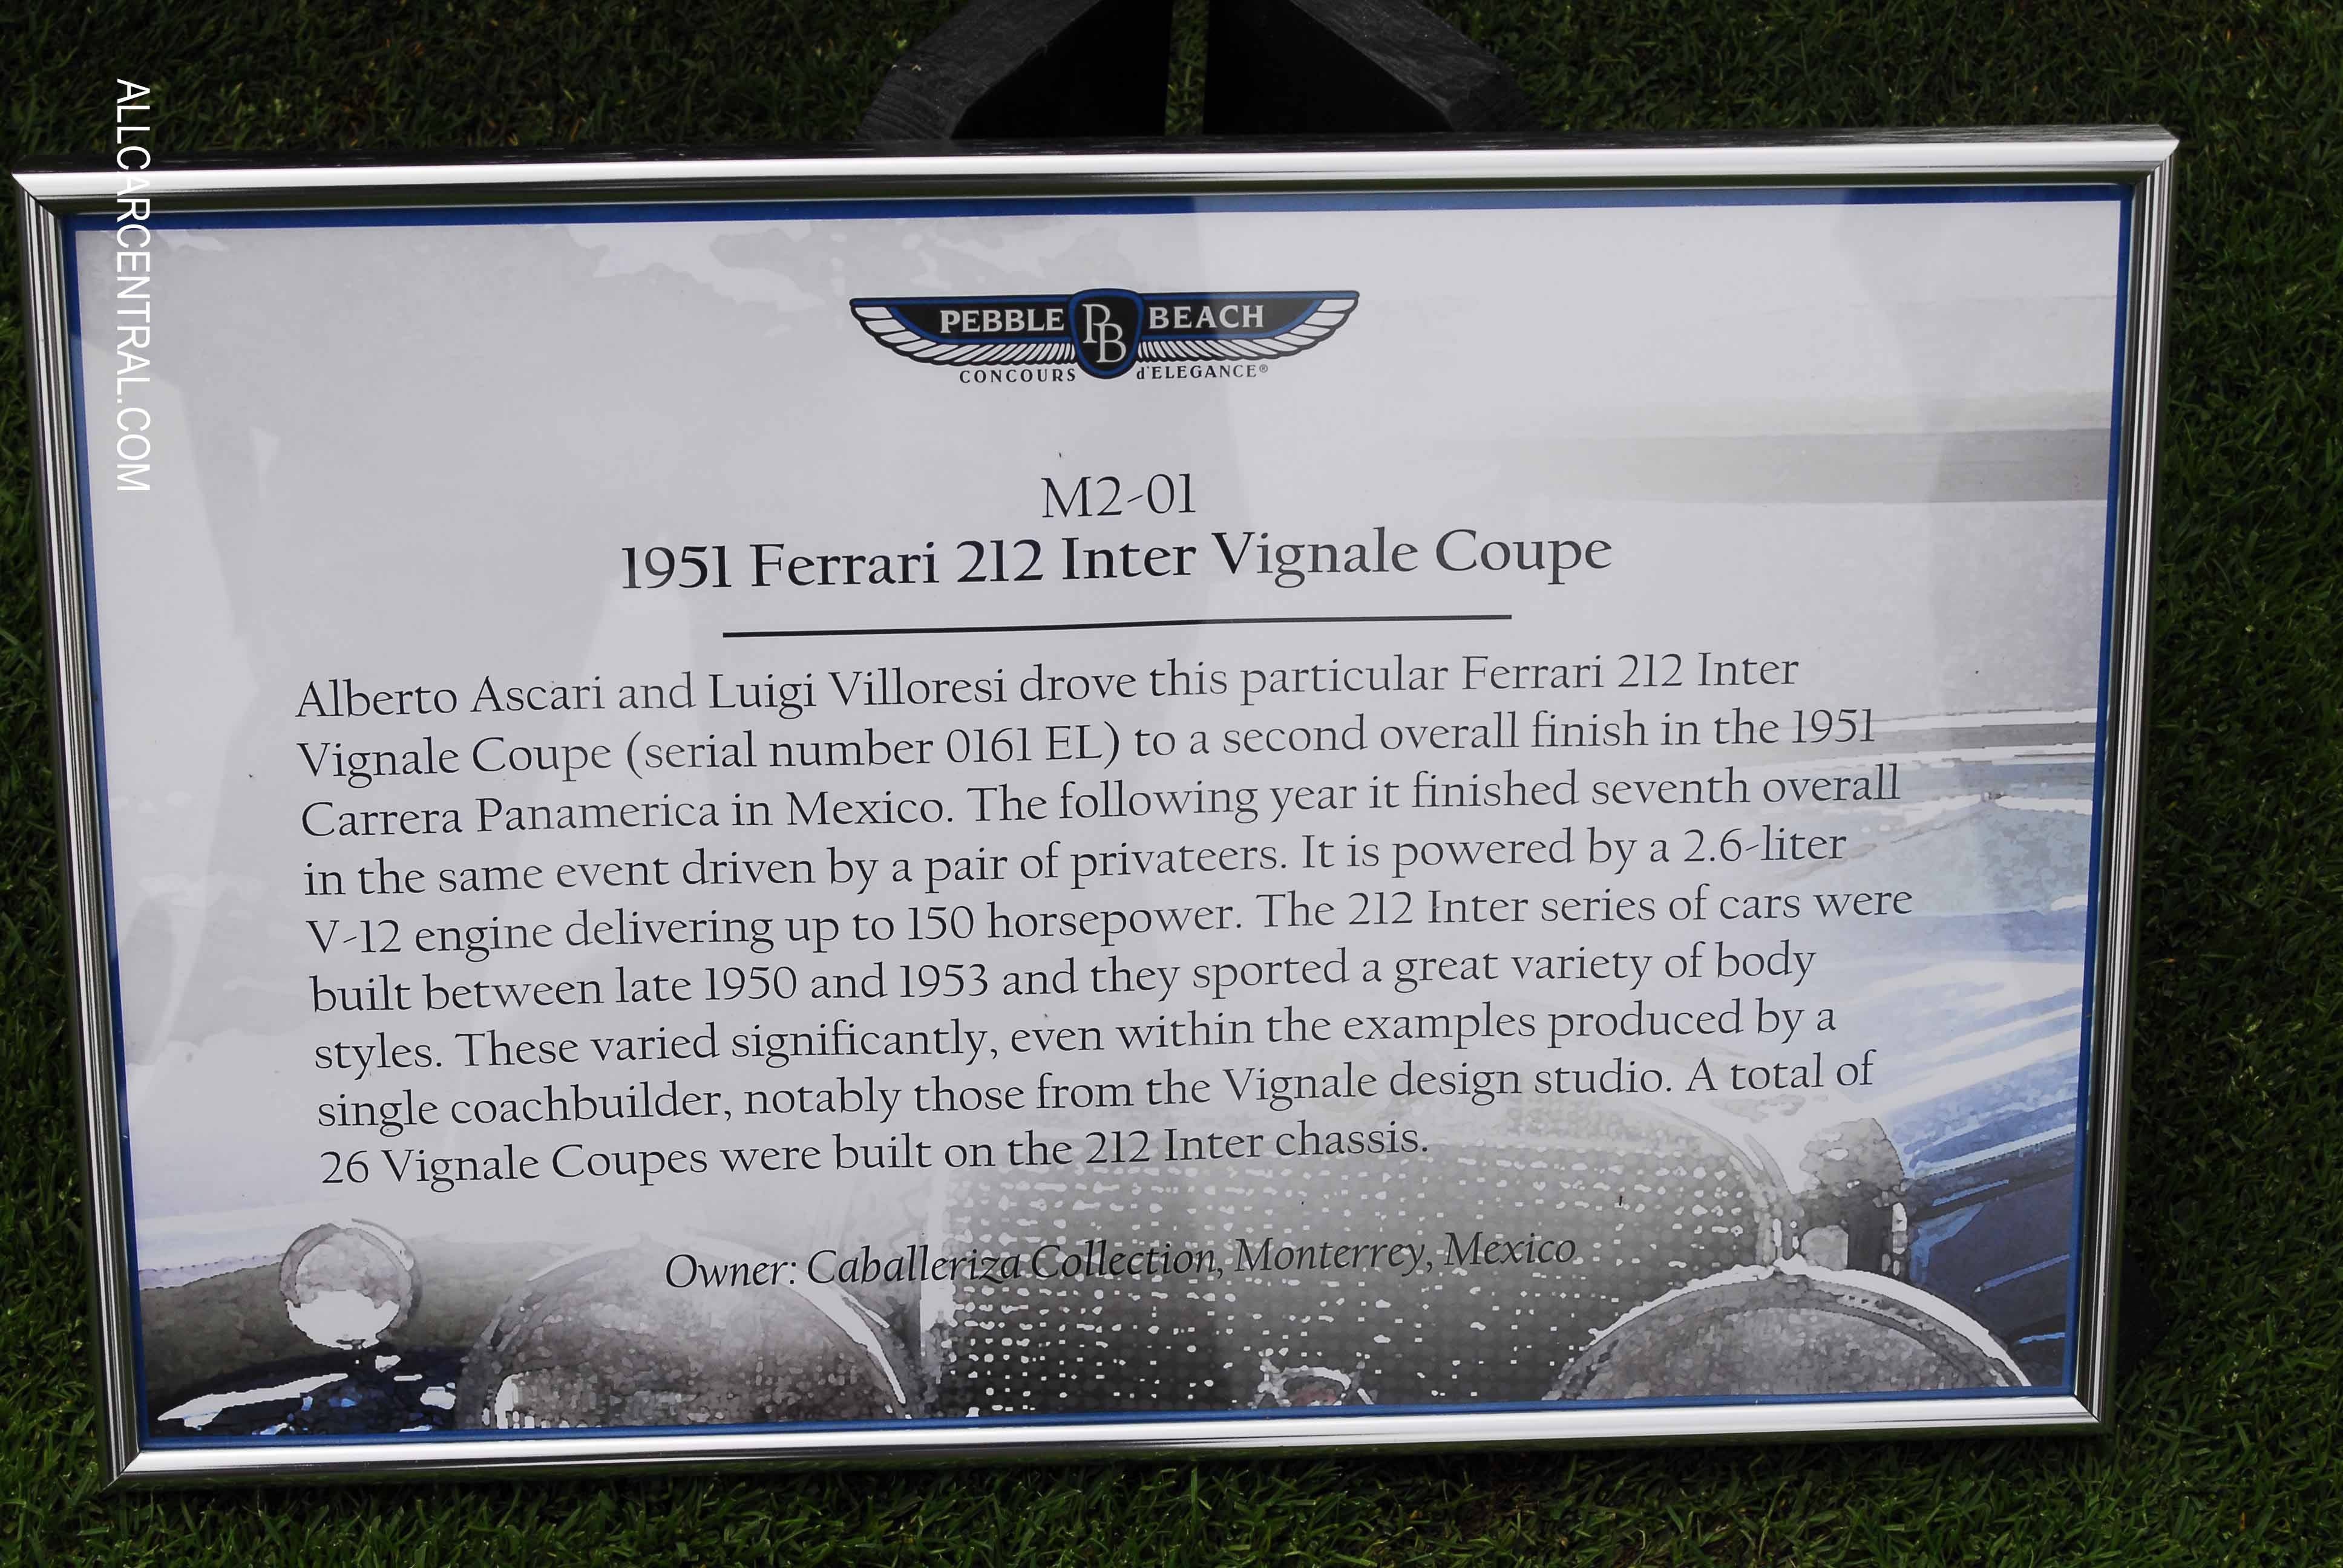 ALLCARCENTRAL.COM
PEBBLE PB BEACH
CONCOURS d'ELEGANCE®
M2-01
1951 Ferrari 212 Inter Vignale Coupe
Alberto Ascari and Luigi Villoresi drove this particular Ferrari 212 Inter
Vignale Coupe (serial number 0161 EL) to a second overall finish in the 1951
Carrera Panamerica in Mexico. The following year it finished seventh overall
in the same event driven by a pair of privateers. It is powered by a 2.6-liter
V-12 engine delivering up to 150 horsepower. The 212 Inter series of cars were
built between late 1950 and 1953 and they sported a great variety of body
styles. These varied significantly, even within the examples produced by a
single coachbuilder, notably those from the Vignale design studio. A total of
26 Vignale Coupes were built on the 212 Inter chassis.
Owner: Caballeriza Collection, Monterrey, Mexico